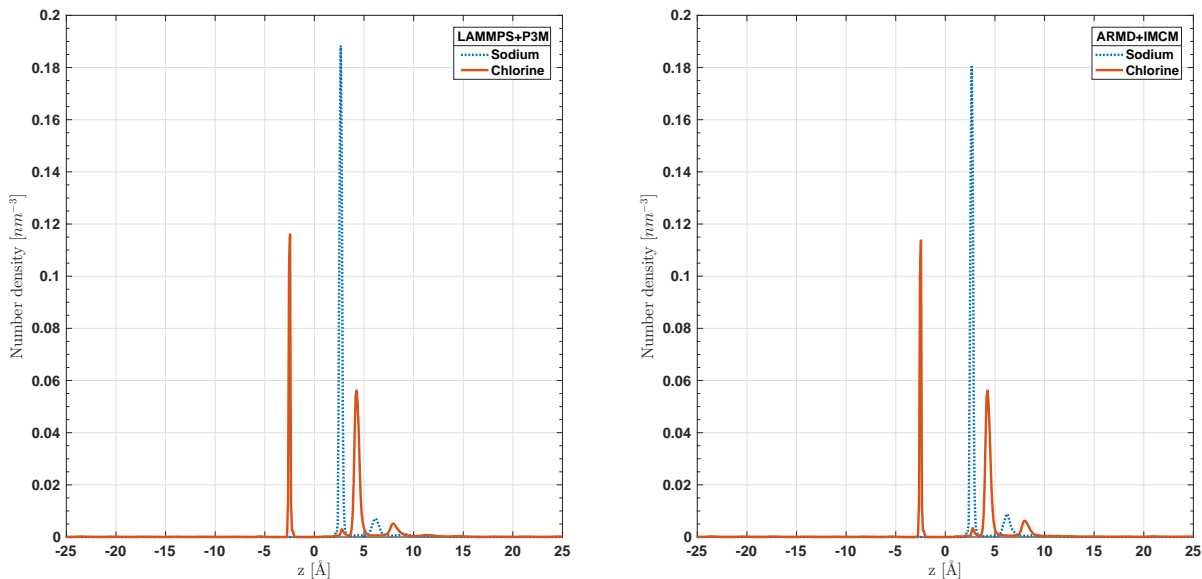 0.2
0.18
0.16
0.14
0.12
0.1
0.08
0.06
0.04
0.02
0
Number density [nm⁻³]
LAMMPS+P3M
Sodium
Chlorine
-25 -20 -15 -10 -5 0 5 10 15 20 25
z [Å]
0.2
0.18
0.16
0.14
0.12
0.1
0.08
0.06
0.04
0.02
0
Number density [nm⁻³]
ARMD+IMCM
Sodium
Chlorine
-25 -20 -15 -10 -5 0 5 10 15 20 25
z [Å]